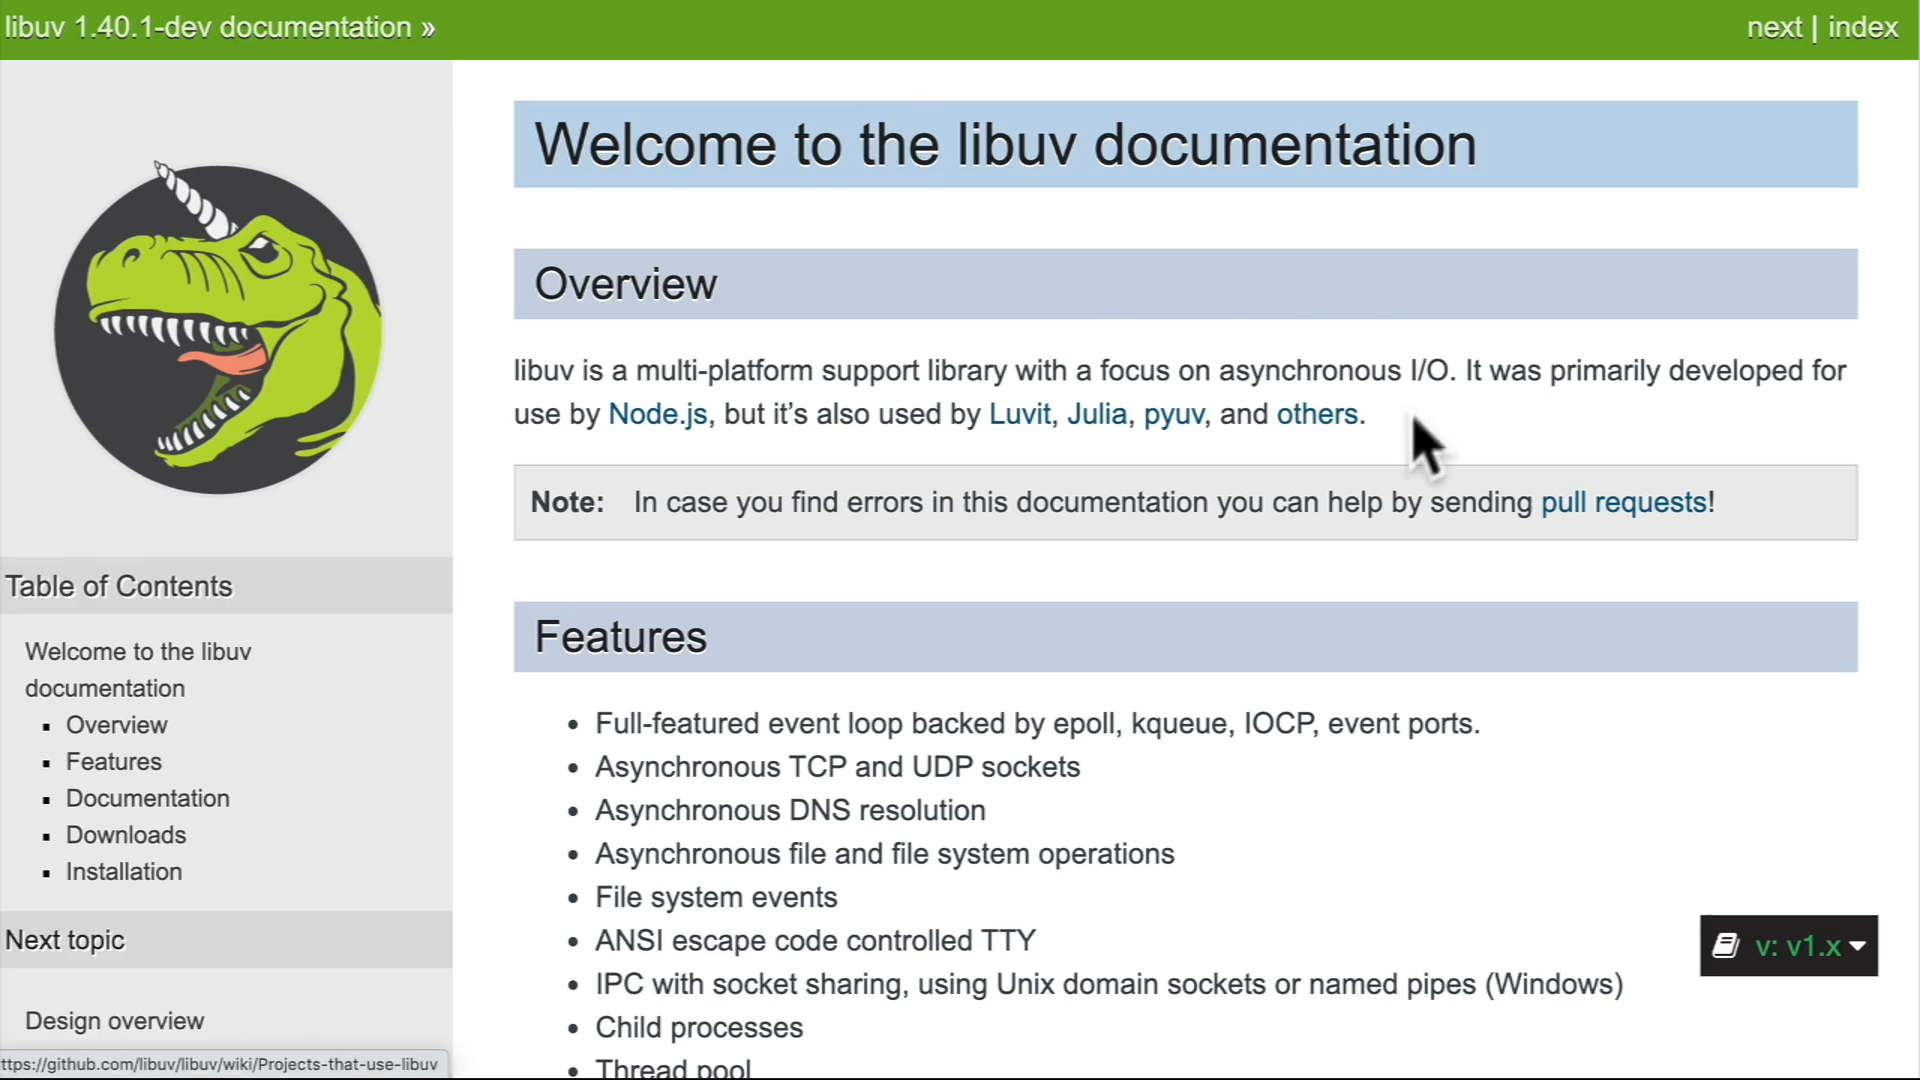 libuv 1.40.1-dev documentation »
next | index
Welcome to the libuv documentation
Overview
libuv is a multi-platform support library with a focus on asynchronous I/O. It was primarily developed for
use by Node.js, but it’s also used by Luvit, Julia, pyuv, and others.
Note: In case you find errors in this documentation you can help by sending pull requests!
Features
• Full-featured event loop backed by epoll, kqueue, IOCP, event ports.
• Asynchronous TCP and UDP sockets
• Asynchronous DNS resolution
• Asynchronous file and file system operations
• File system events
• ANSI escape code controlled TTY
• IPC with socket sharing, using Unix domain sockets or named pipes (Windows)
• Child processes
• Thread pool
Table of Contents
Welcome to the libuv
documentation
▪ Overview
▪ Features
▪ Documentation
▪ Downloads
▪ Installation
Next topic
Design overview
ttps://github.com/libuv/libuv/wiki/Projects-that-use-libuv
v: v1.x